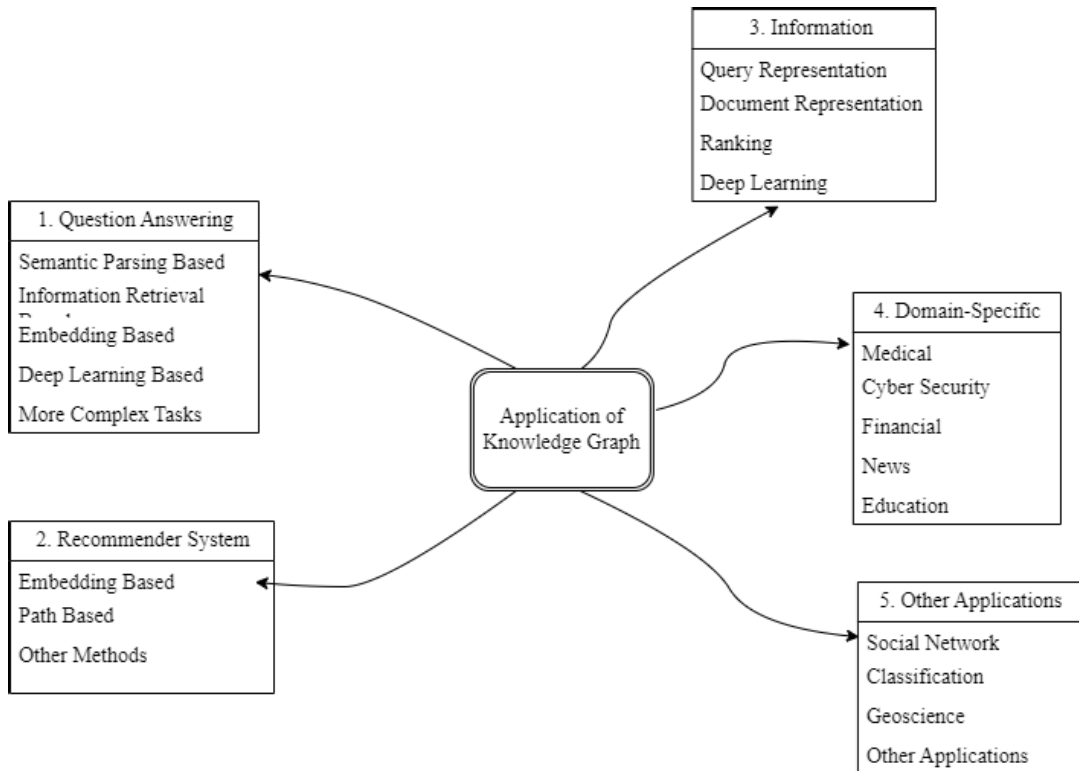 1. Question Answering
Semantic Parsing Based
Information Retrieval
Embedding Based
Deep Learning Based
More Complex Tasks
2. Recommender System
Embedding Based
Path Based
Other Methods
Application of
Knowledge Graph
3. Information
Query Representation
Document Representation
Ranking
Deep Learning
4. Domain-Specific
Medical
Cyber Security
Financial
News
Education
5. Other Applications
Social Network
Classification
Geoscience
Other Applications